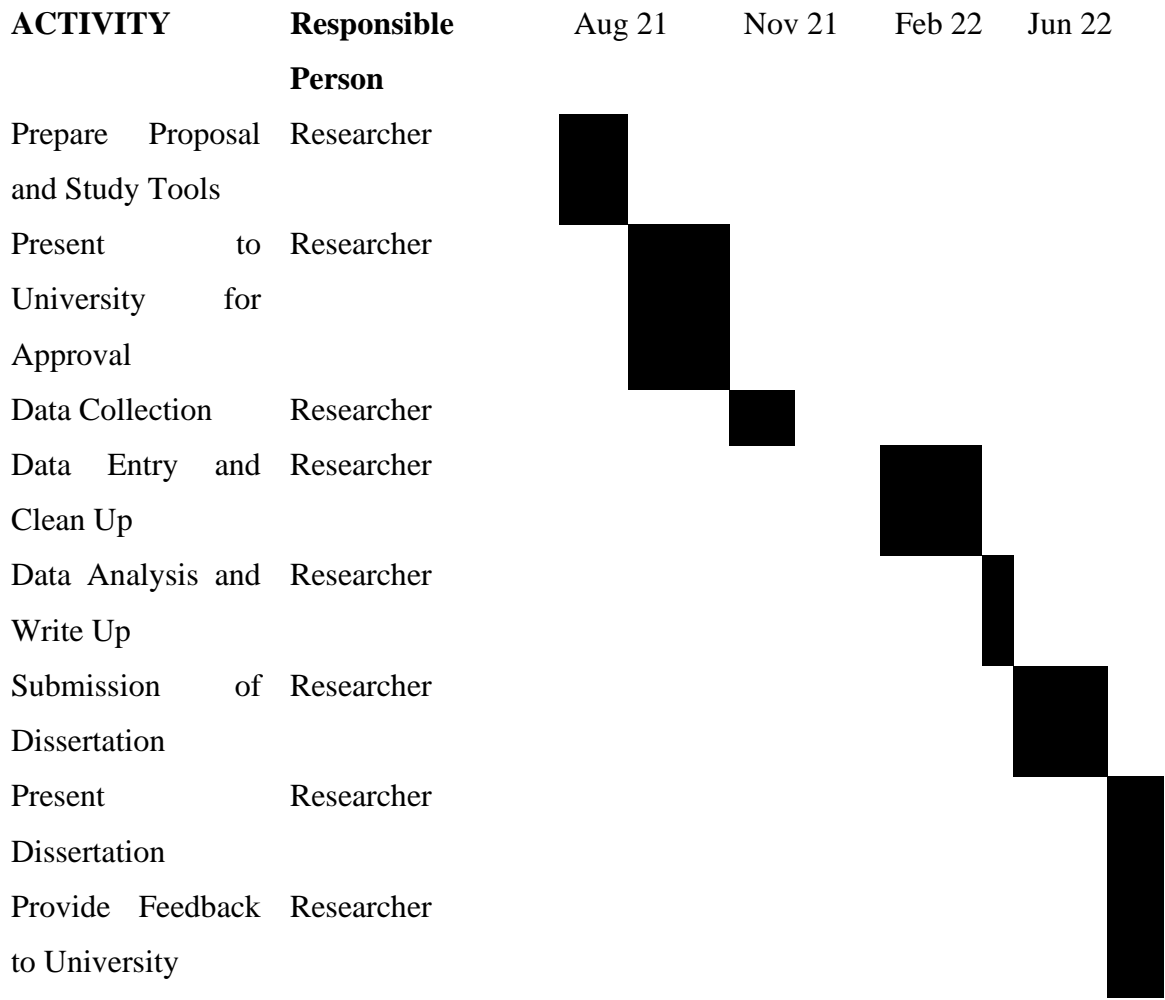 ACTIVITY Responsible Aug 21 Nov 21 Feb 22 Jun 22
Person
Prepare Proposal Researcher
and Study Tools
Present to Researcher
University for
Approval
Data Collection Researcher
Data Entry and Researcher
Clean Up
Data Analysis and Researcher
Write Up
Submission of Researcher
Dissertation
Present Researcher
Dissertation
Provide Feedback Researcher
to University